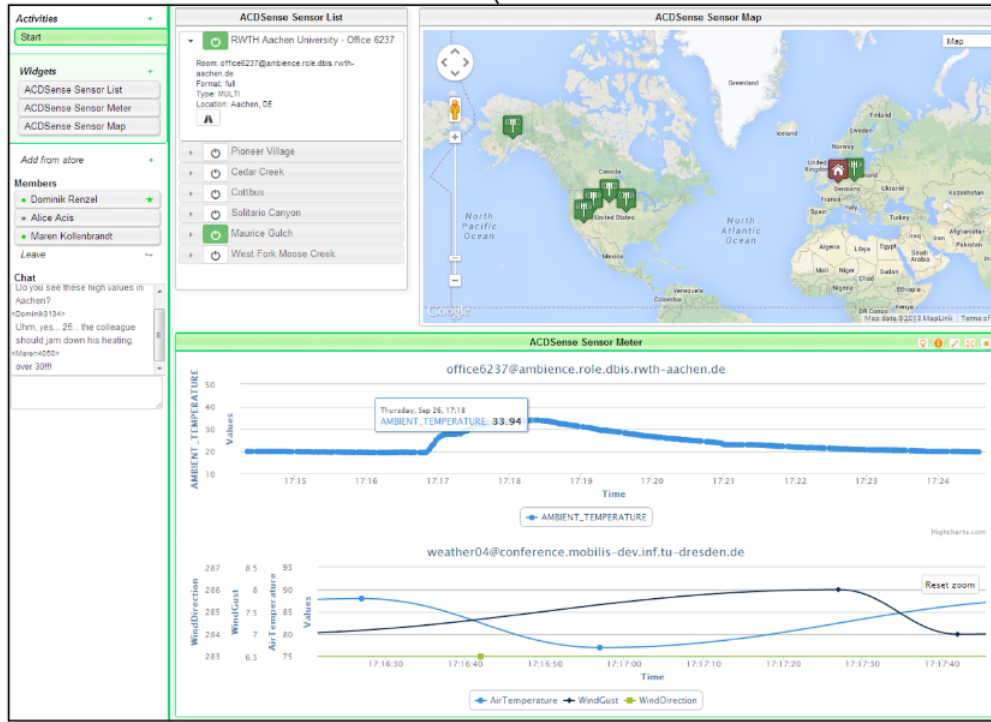 Activities +
Start
Widgets +
ACDSense Sensor List
ACDSense Sensor Meter
ACDSense Sensor Map
Add from store +
Members
Dominik Renzel
Alice Acis
Maren Kollenbrandt
Leave
Chat
Do you see these high values in
Aachen?
<Dominik3134>
Uhm, yes... 25... the colleague
should jam down his heating.
<Maren4050>
over 30!!!
ACDSense Sensor List
RWTH Aachen University - Office 6237
Room: office6237@ambience.role.dbis.rwth-
aachen.de
Format: full
Type: MULTI
Location: Aachen, DE
Pioneer Village
Cedar Creek
Cottbus
Solitario Canyon
Maurice Gulch
West Fork Moose Creek
ACDSense Sensor Map
Map
Greenland
Iceland
Sweden
Norway
United
Canada
Germany
Ukraine
Kazakhstan
France
Spain
Italy
Turkey
United States
North
Pacific
Ocean
North
Atlantic
Ocean
Afghanistan
Iraq
Iran
Pakistan
Algeria
Libya
Egypt
Saudi
Arabia
Mexico
Mali
Niger
Chad
Sudan
Nigeria
Ethiopia
Venezuela
Colombia
DR Congo
Kenya
Google
Map data ©2013 MapLink
Terms of
ACDSense Sensor Meter
office6237@ambience.role.dbis.rwth-aachen.de
AMBIENT_TEMPERATURE
Values
50
40
30
20
10
Thursday, Sep 26, 17:18
AMBIENT_TEMPERATURE: 33.94
17:15 17:16 17:17 17:18 17:19 17:20 17:21 17:22 17:23 17:24
Time
AMBIENT_TEMPERATURE
Highcharts.com
weather04@conference.mobilis-dev.inf.tu-dresden.de
WindDirection
287
286
285
284
283
WindGust
8.5
8
7.5
7
6.5
AirTemperature
Values
95
90
85
80
75
Reset zoom
17:16:30 17:16:40 17:16:50 17:17:00 17:17:10 17:17:20 17:17:30 17:17:40
Time
AirTemperature WindGust WindDirection